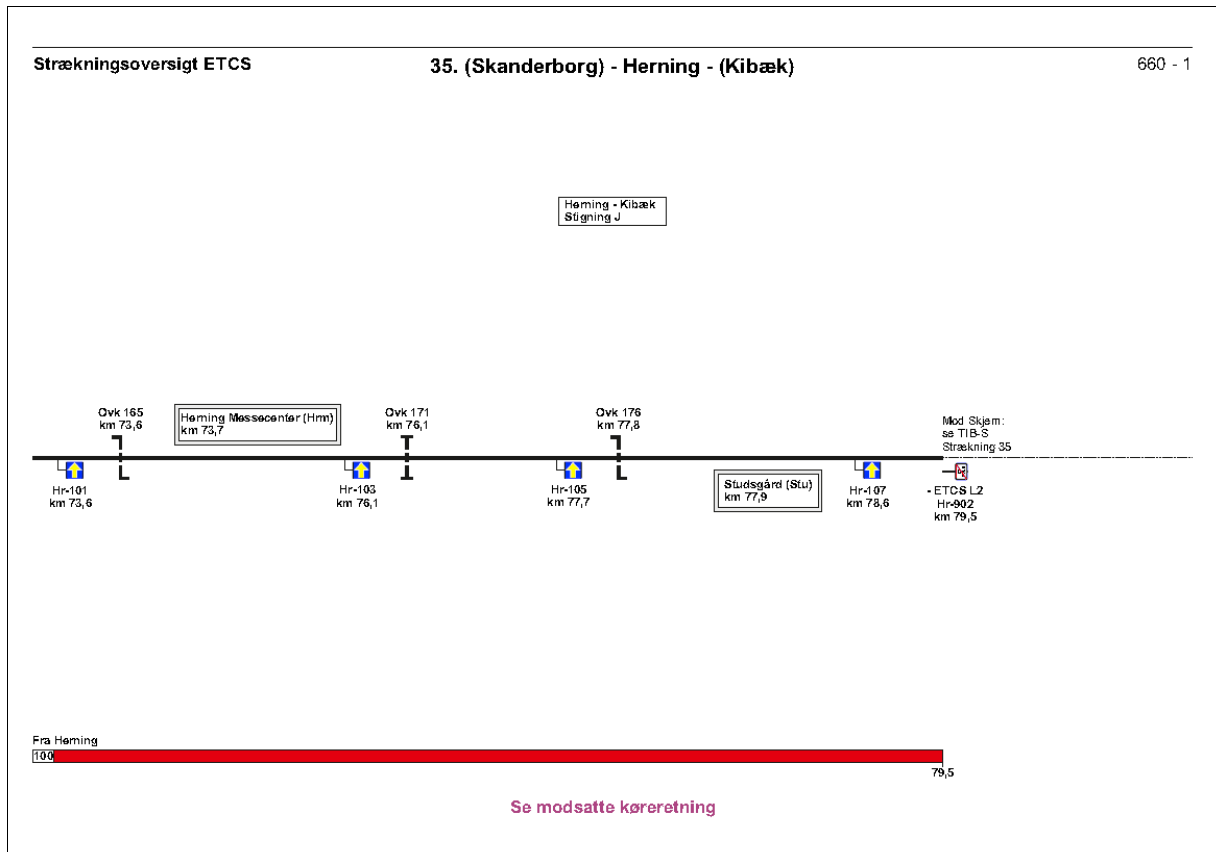 Strækningsoversigt ETCS
35. (Skanderborg) - Herning - (Kibæk)
660 - 1
Herning - Kibæk
Stigning J
Ovk 165
km 73,6
Herning Messecenter (Hrm)
km 73,7
Ovk 171
km 76,1
Ovk 176
km 77,8
Mod Skjern:
se TIB-S
Strækning 35
Hr-101
km 73,6
Hr-103
km 76,1
Hr-105
km 77,7
Studsgård (Stu)
km 77,9
Hr-107
km 78,6
- ETCS L2
Hr-902
km 79,5
Fra Herning
100
79,5
Se modsatte køreretning